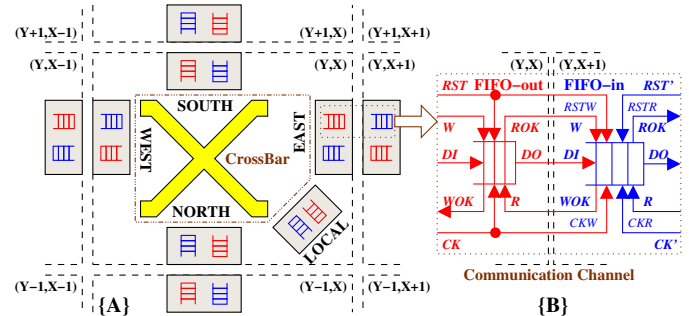 (Y+1,X−1) (Y+1,X) (Y+1,X+1)
(Y,X−1) (Y,X) (Y,X+1)
SOUTH
WEST
EAST
CrossBar
NORTH
LOCAL
(Y−1,X−1) (Y−1,X) (Y−1,X+1)
{A}
(Y,X) (Y,X+1)
RST FIFO−out FIFO−in RST'
RSTW RSTR
W ROK W ROK
DI DO DI DO
WOK R WOK R
CKW CKR
CK CK'
Communication Channel
{B}